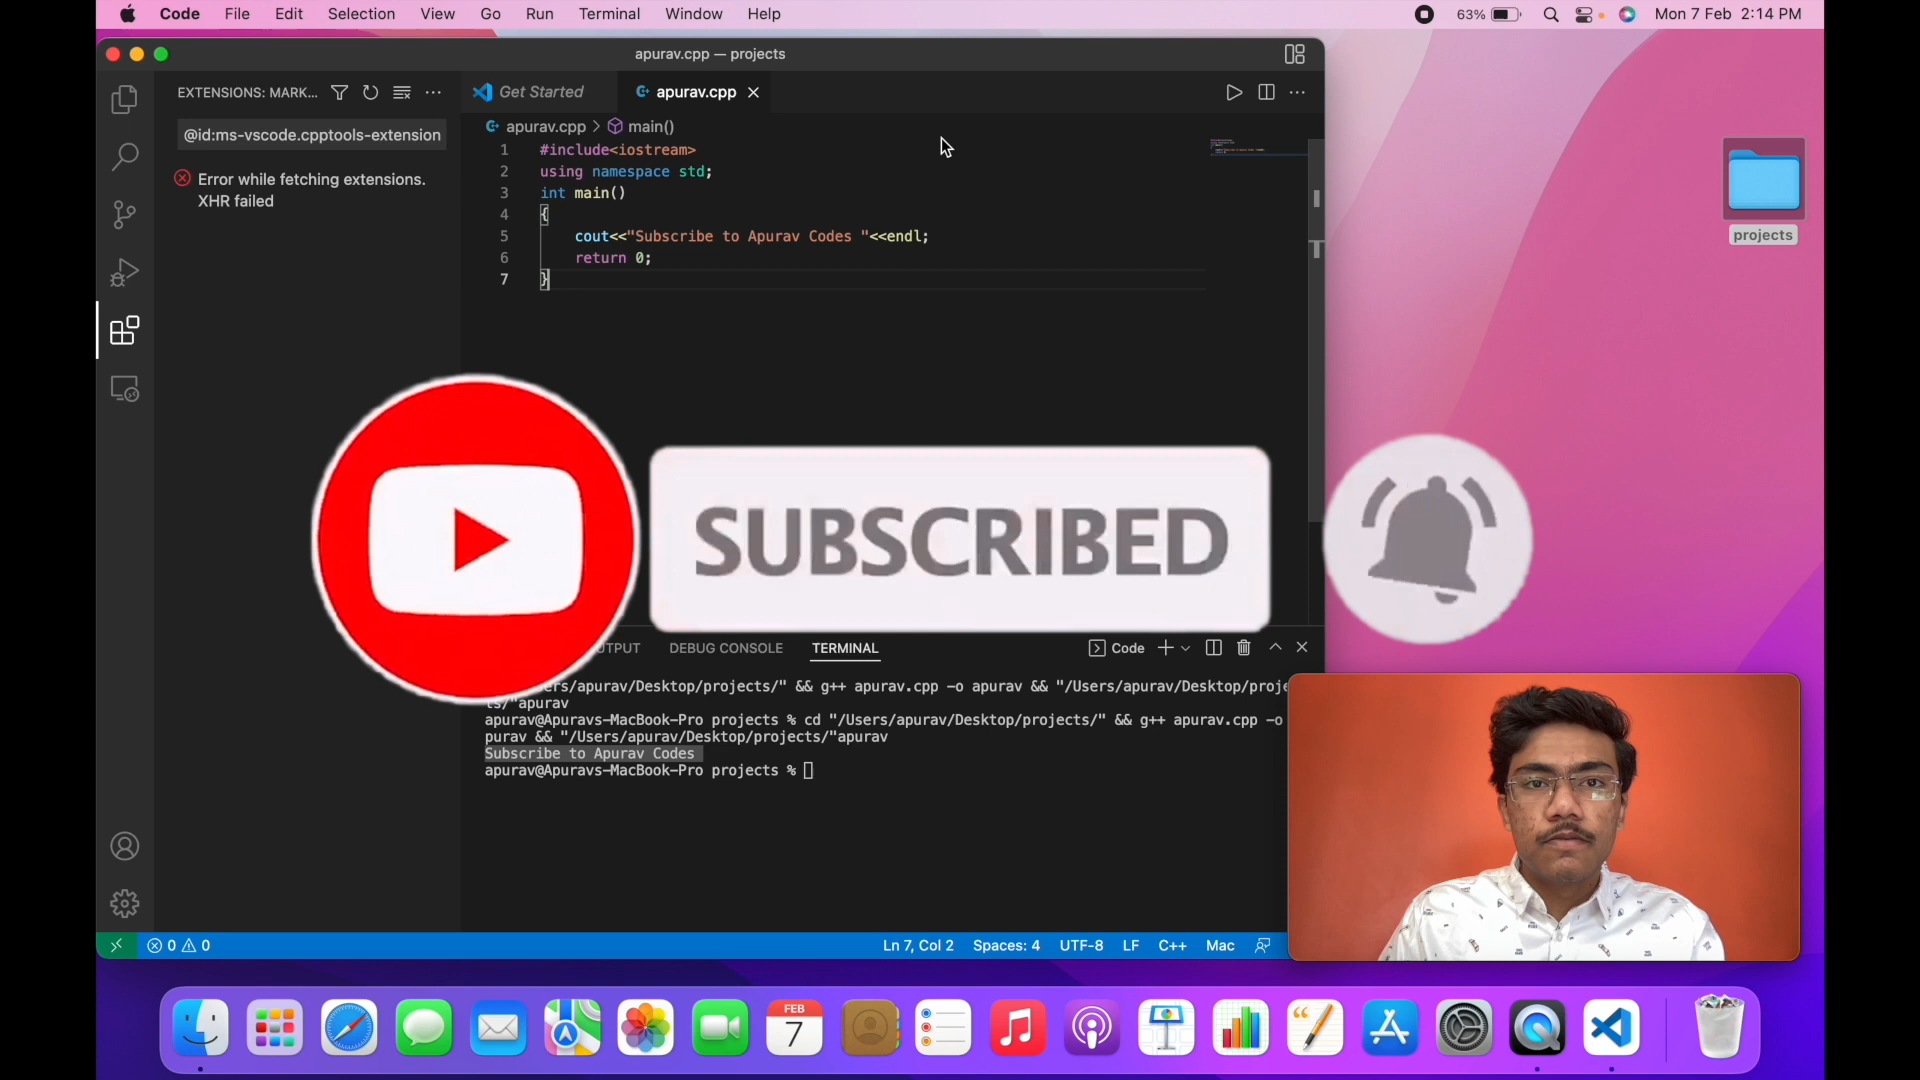 Code File Edit Selection View Go Run Terminal Window Help
63% Mon 7 Feb 2:14 PM
apurav.cpp — projects
EXTENSIONS: MARK...
Get Started
apurav.cpp
@id:ms-vscode.cpptools-extension
Error while fetching extensions.
XHR failed
apurav.cpp > main()
1 #include<iostream>
2 using namespace std;
3 int main()
4 {
5 cout<<"Subscribe to Apurav Codes "<<endl;
6 return 0;
7 }
projects
SUBSCRIBED
UTPUT DEBUG CONSOLE TERMINAL
Code
ers/apurav/Desktop/projects/" && g++ apurav.cpp -o apurav && "/Users/apurav/Desktop/proje
ts/"apurav
apurav@Apuravs-MacBook-Pro projects % cd "/Users/apurav/Desktop/projects/" && g++ apurav.cpp -o
purav && "/Users/apurav/Desktop/projects/"apurav
Subscribe to Apurav Codes
apurav@Apuravs-MacBook-Pro projects %
0 0
Ln 7, Col 2 Spaces: 4 UTF-8 LF C++ Mac
FEB
7